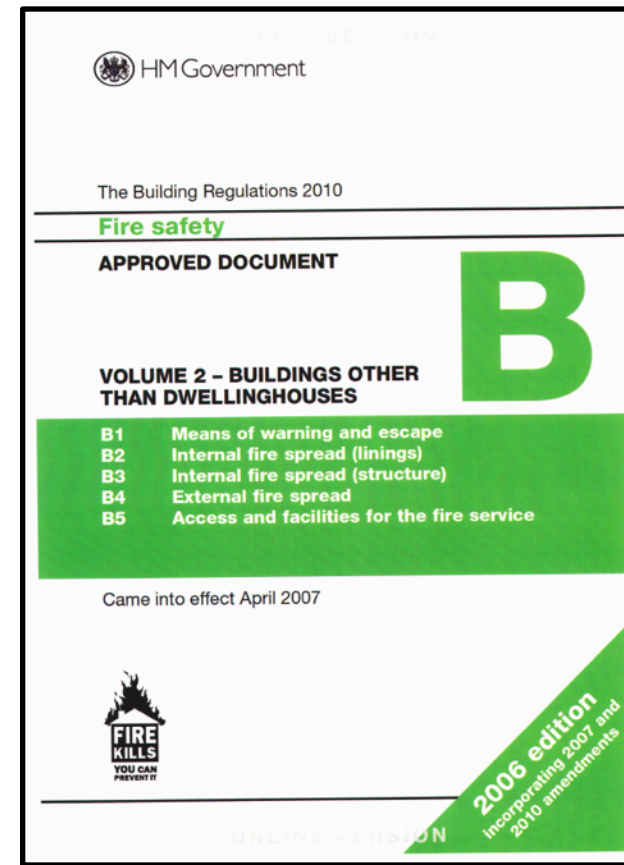 ONLINE VERSION
HM Government
The Building Regulations 2010
Fire safety
APPROVED DOCUMENT
B
VOLUME 2 – BUILDINGS OTHER
THAN DWELLINGHOUSES
B1 Means of warning and escape
B2 Internal fire spread (linings)
B3 Internal fire spread (structure)
B4 External fire spread
B5 Access and facilities for the fire service
Came into effect April 2007
FIRE
KILLS
YOU CAN
PREVENT IT
2006 edition
incorporating 2007 and
2010 amendments
ONLINE VERSION